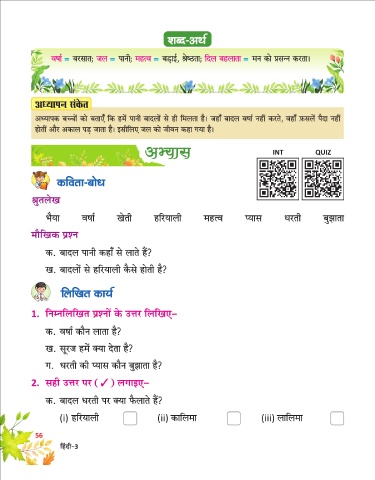 शब्द-अर्थ
वर्षा = बरसात; जल = पानी; महत्व = बड़ाई, श्रेष्ठता; दिल बहलाता = मन को प्रसन्न करता।
अध्यापन संकेत
अध्यापक बच्चों को बताएँ कि हमें पानी बादलों से ही मिलता है। जहाँ बादल वर्षा नहीं करते, वहाँ फ़सलें पैदा नहीं
होतीं और अकाल पड़ जाता है। इसीलिए जल को जीवन कहा गया है।
अभ्यास
INT QUIZ
कविता-बोध
श्रुतलेख
भैया वर्षा खेती हरियाली महत्व प्यास धरती बुझाता
मौखिक प्रश्न
क. बादल पानी कहाँ से लाते हैं?
ख. बादलों से हरियाली कैसे होती है?
लिखित कार्य
1. निम्नलिखित प्रश्नों के उत्तर लिखिए–
क. वर्षा कौन लाता है?
ख. सूरज हमें क्या देता है?
ग. धरती की प्यास कौन बुझाता है?
2. सही उत्तर पर (✓) लगाइए–
क. बादल धरती पर क्या फैलाते हैं?
(i) हरियाली (ii) कालिमा (iii) लालिमा
56
हिंदी-3